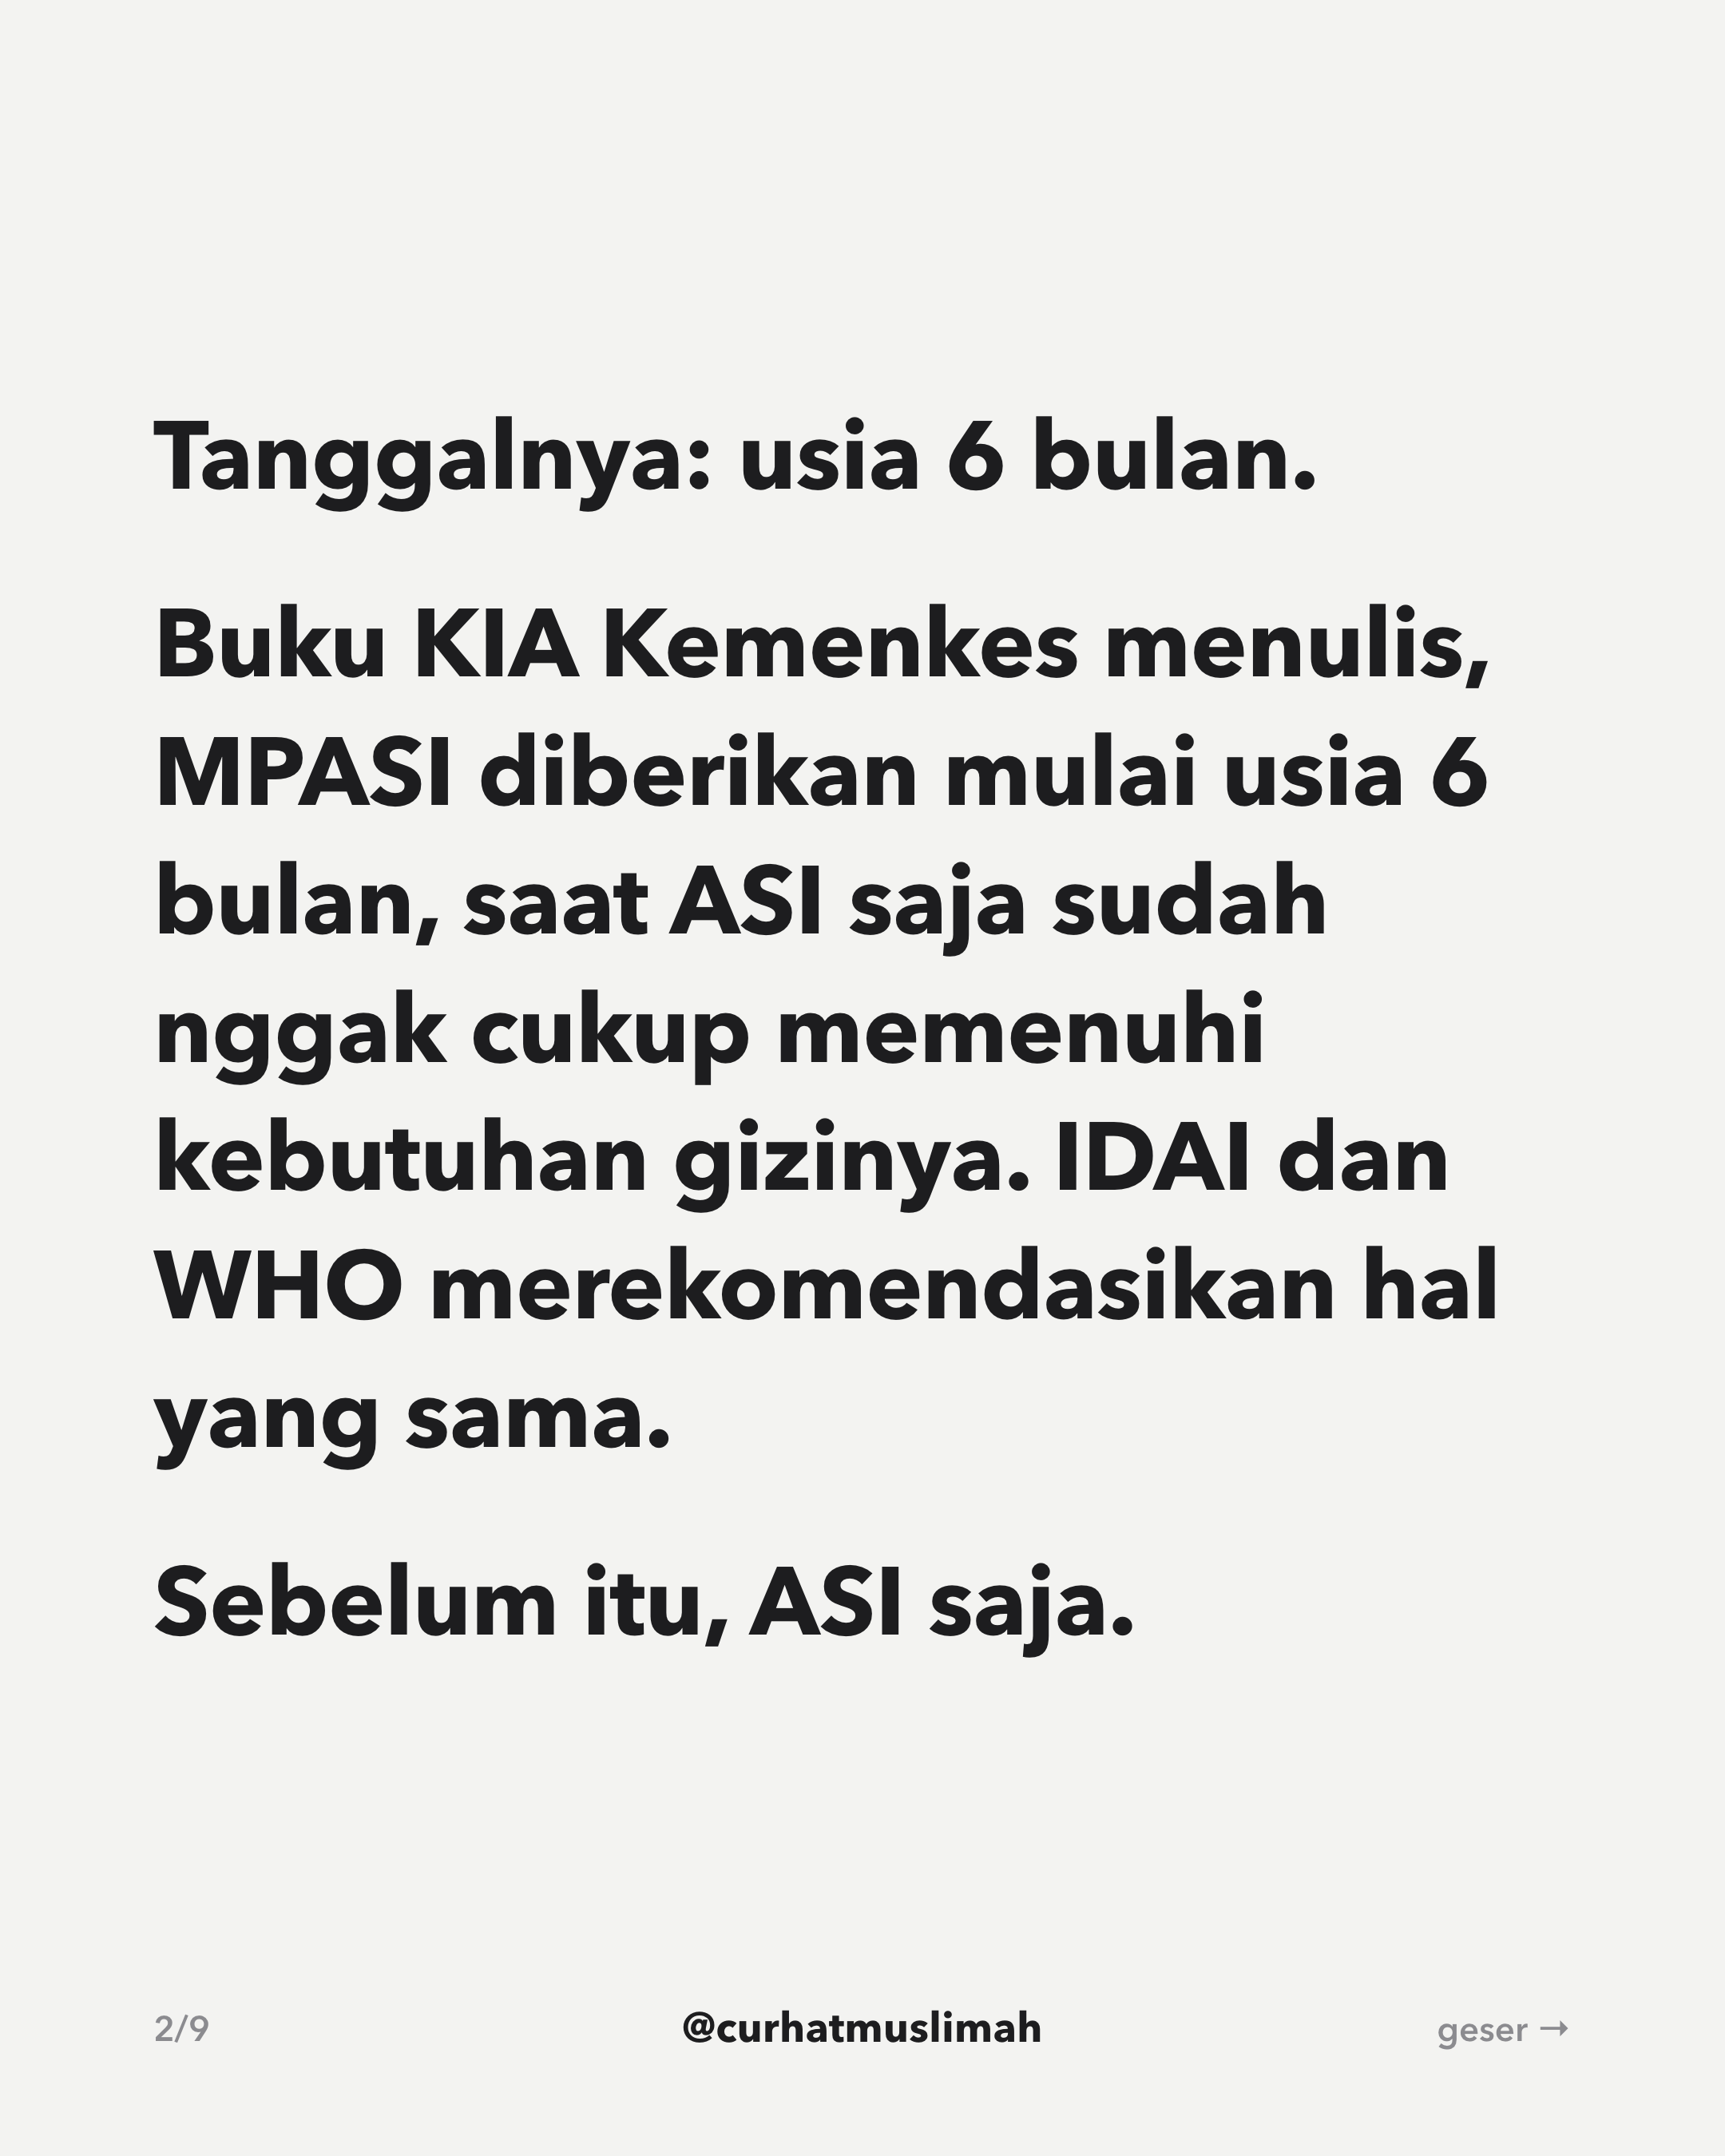 Tanggalnya: usia 6 bulan.
Buku KIA Kemenkes menulis,
MPASI diberikan mulai usia 6
bulan, saat ASI saja sudah
nggak cukup memenuhi
kebutuhan gizinya. IDAI dan
WHO merekomendasikan hal
yang sama.
Sebelum itu, ASI saja.
2/9
@curhatmuslimah
geser →